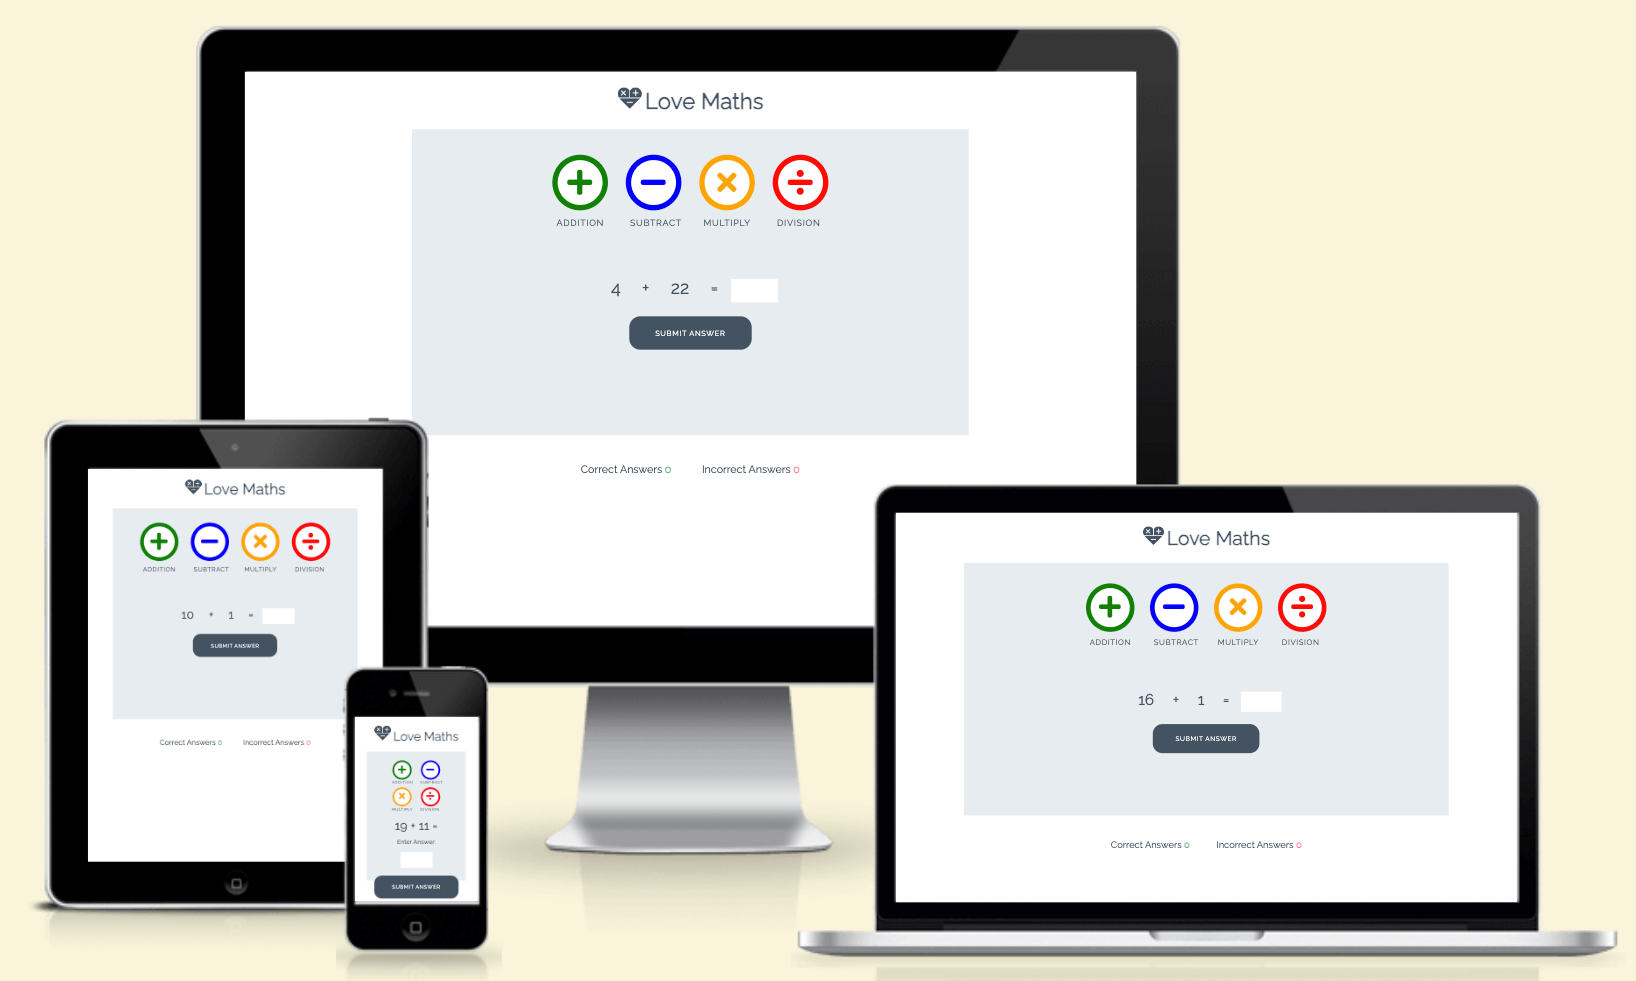 Love Maths
ADDITION SUBTRACT MULTIPLY DIVISION
4 + 22 =
SUBMIT ANSWER
Correct Answers 0 Incorrect Answers 0
Love Maths
ADDITION SUBTRACT MULTIPLY DIVISION
10 + 1 =
SUBMIT ANSWER
Correct Answers 0 Incorrect Answers 0
Love Maths
ADDITION SUBTRACT
MULTIPLY DIVISION
19 + 11 =
Enter Answer:
SUBMIT ANSWER
Love Maths
ADDITION SUBTRACT MULTIPLY DIVISION
16 + 1 =
SUBMIT ANSWER
Correct Answers 0 Incorrect Answers 0